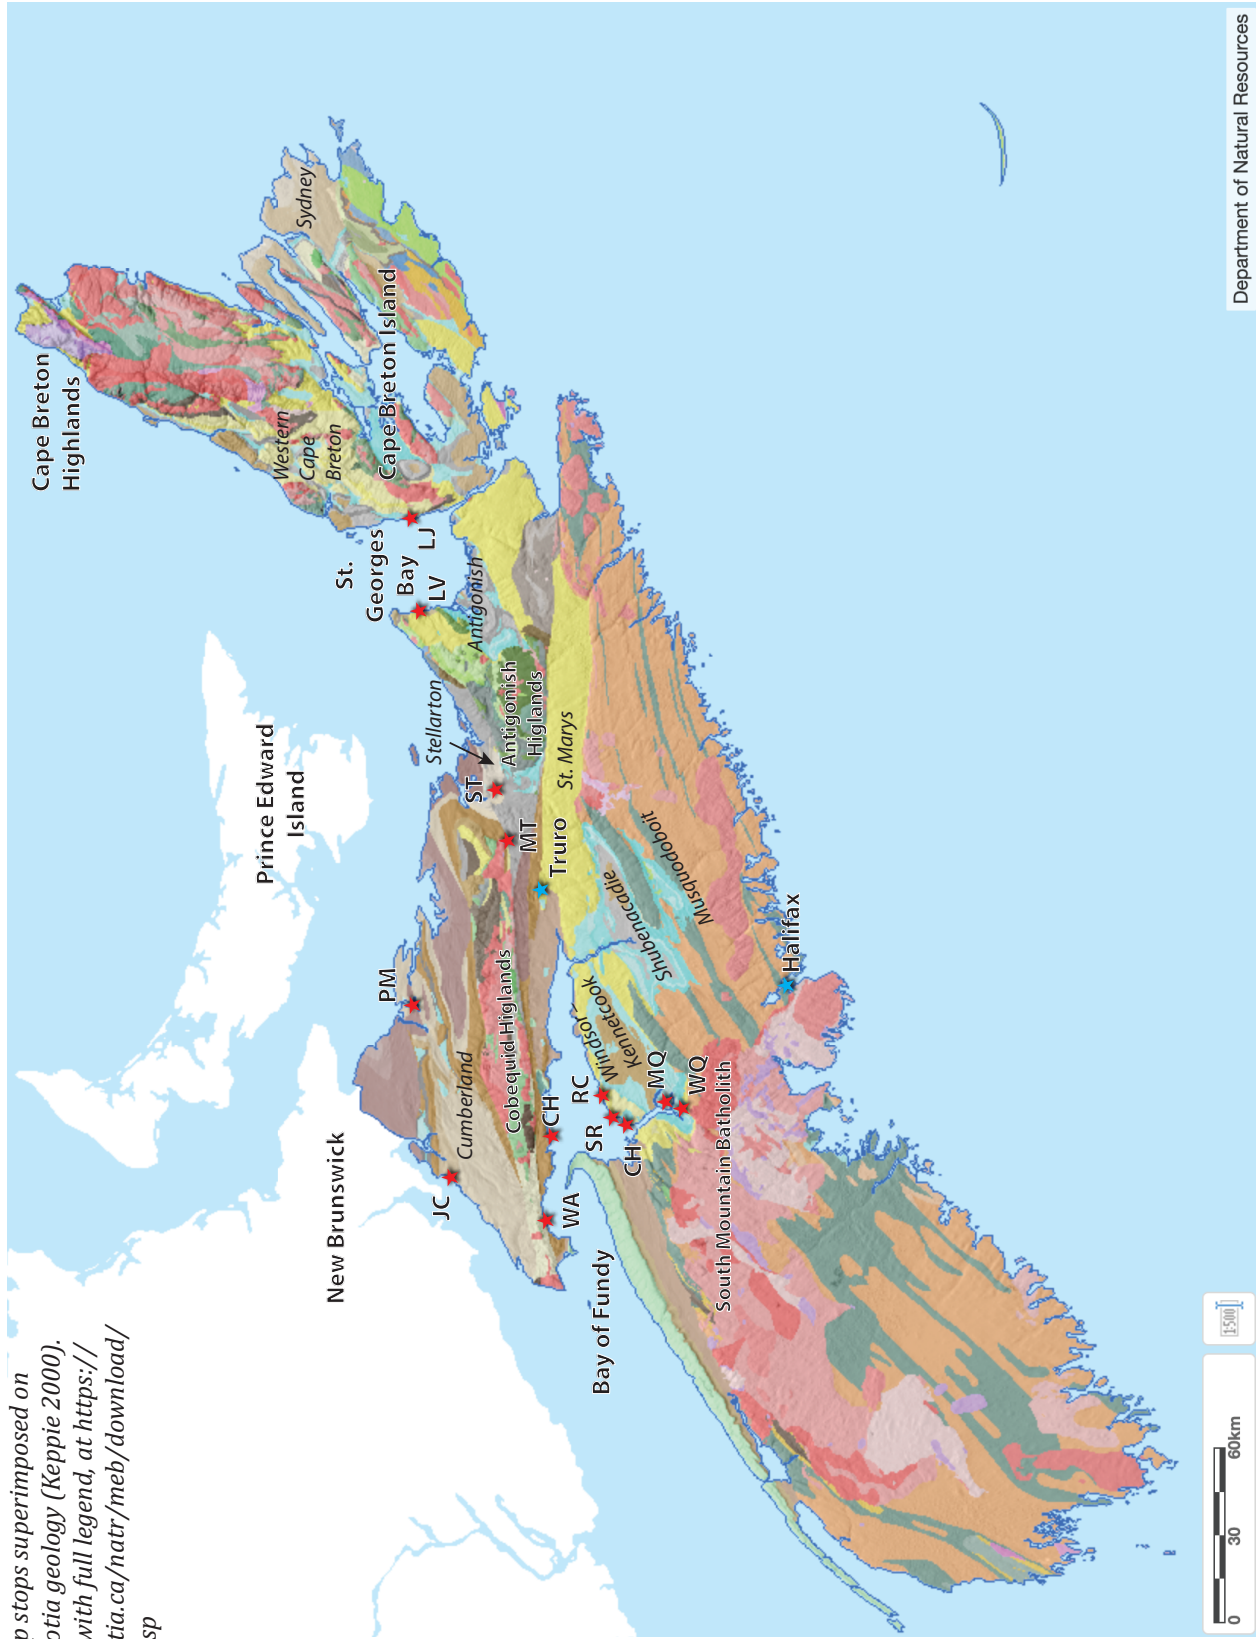 p stops superimposed on
otia geology (Keppie 2000).
with full legend, at https://
tia.ca/natr/meb/download/
sp
Cape Breton
Highlands
Western
Cape
Breton
Sydney
Cape Breton Island
St.
Georges
Bay
LJ
LV
Antigonish
Prince Edward
Island
Stellarton
Antigonish
Higlands
St. Marys
ST
MT
Truro
PM
New Brunswick
Cumberland
Cobequid Higlands
JC
CH
WA
Bay of Fundy
RC
SR
CH
MQ
WQ
Windsor_
Kennetcook
Shubenacadie
Musquodoboit
Halifax
South Mountain Batholith
0
30
60km
1:500
Department of Natural Resources